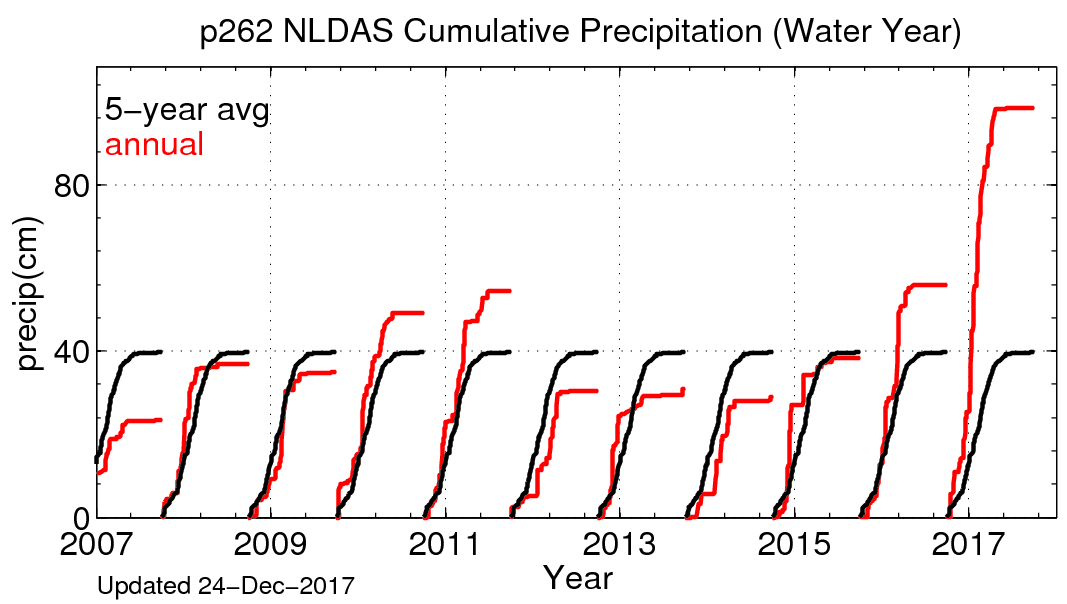 p262 NLDAS Cumulative Precipitation (Water Year)
5−year avg
annual
precip(cm)
80
40
0
2007 2009 2011 2013 2015 2017
Year
Updated 24−Dec−2017